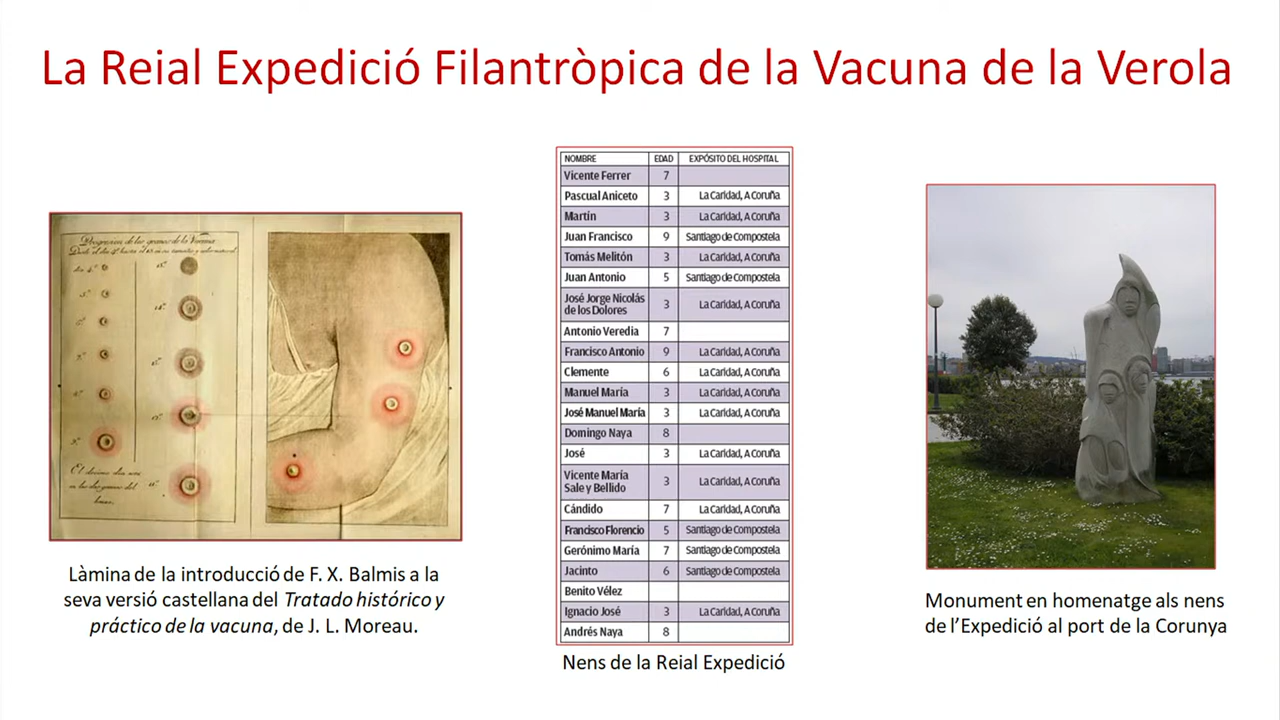 La Reial Expedició Filantròpica de la Vacuna de la Verola
Làmina de la introducció de F. X. Balmis a la
seva versió castellana del Tratado histórico y
práctico de la vacuna, de J. L. Moreau.
NOMBRE EDAD EXPÓSITO DEL HOSPITAL
Vicente Ferrer 7
Pascual Aniceto 3 La Caridad, A Coruña
Martín 3 La Caridad, A Coruña
Juan Francisco 9 Santiago de Compostela
Tomás Melitón 3 La Caridad, A Coruña
Juan Antonio 5 Santiago de Compostela
José Jorge Nicolás
de los Dolores 3 La Caridad, A Coruña
Antonio Veredia 7
Francisco Antonio 9 La Caridad, A Coruña
Clemente 6 La Caridad, A Coruña
Manuel María 3 La Caridad, A Coruña
José Manuel María 3 La Caridad, A Coruña
Domingo Naya 8
José 3 La Caridad, A Coruña
Vicente María
Sale y Bellido 3 La Caridad, A Coruña
Cándido 7 La Caridad, A Coruña
Francisco Florencio 5 Santiago de Compostela
Gerónimo María 7 Santiago de Compostela
Jacinto 6 Santiago de Compostela
Benito Vélez
Ignacio José 3 La Caridad, A Coruña
Andrés Naya 8
Nens de la Reial Expedició
Monument en homenatge als nens
de l'Expedició al port de la Corunya